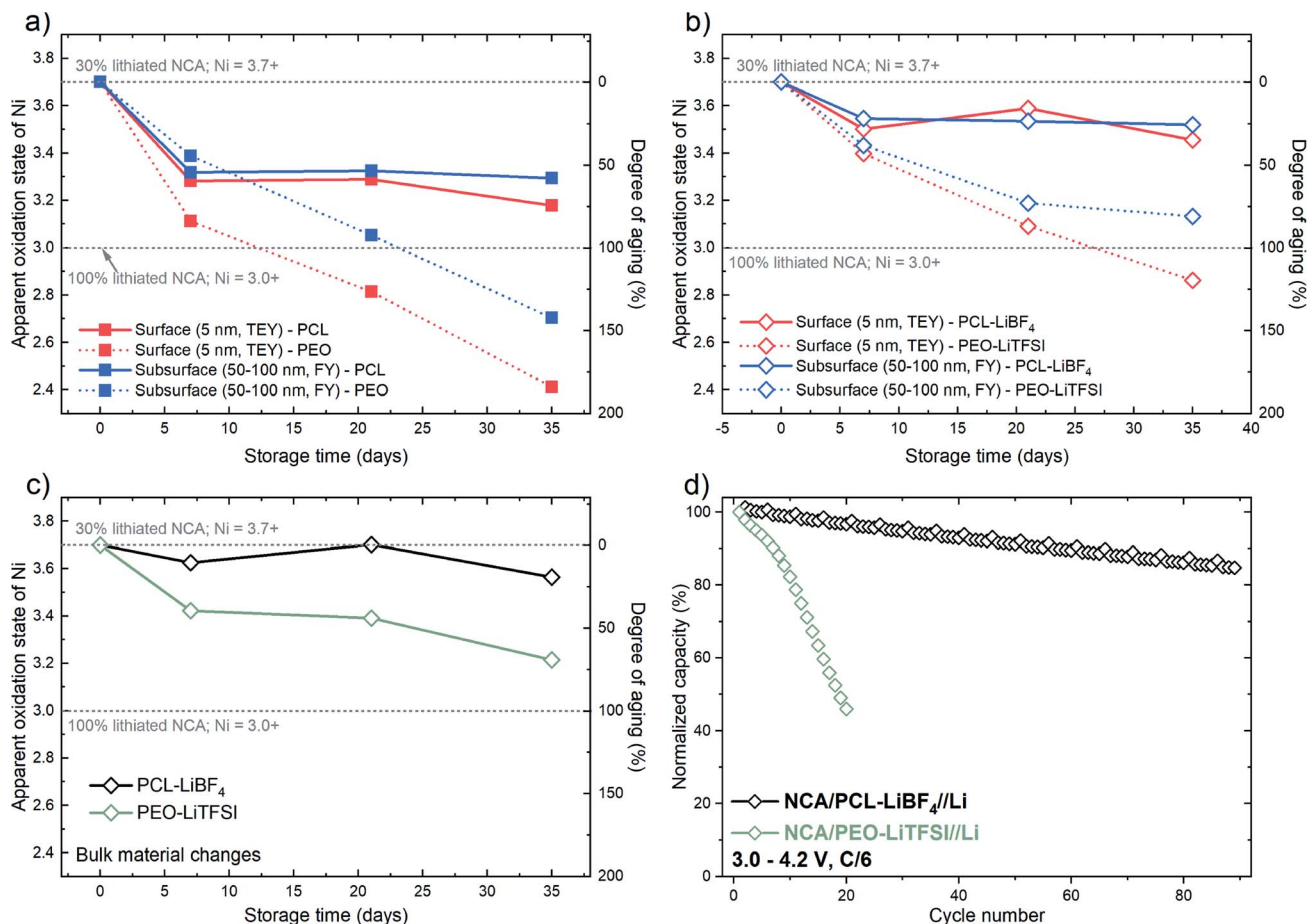 a)
30% lithiated NCA; Ni = 3.7+
100% lithiated NCA; Ni = 3.0+
Surface (5 nm, TEY) - PCL
Surface (5 nm, TEY) - PEO
Subsurface (50-100 nm, FY) - PCL
Subsurface (50-100 nm, FY) - PEO
Apparent oxidation state of Ni
3.8
3.6
3.4
3.2
3.0
2.8
2.6
2.4
Degree of aging (%)
0
50
100
150
200
0 5 10 15 20 25 30 35
Storage time (days)
b)
30% lithiated NCA; Ni = 3.7+
100% lithiated NCA; Ni = 3.0+
Surface (5 nm, TEY) - PCL-LiBF₄
Surface (5 nm, TEY) - PEO-LiTFSI
Subsurface (50-100 nm, FY) - PCL-LiBF₄
Subsurface (50-100 nm, FY) - PEO-LiTFSI
Apparent oxidation state of Ni
3.8
3.6
3.4
3.2
3.0
2.8
2.6
2.4
Degree of aging (%)
0
50
100
150
200
-5 0 5 10 15 20 25 30 35 40
Storage time (days)
c)
30% lithiated NCA; Ni = 3.7+
100% lithiated NCA; Ni = 3.0+
PCL-LiBF₄
PEO-LiTFSI
Bulk material changes
Apparent oxidation state of Ni
3.8
3.6
3.4
3.2
3.0
2.8
2.6
2.4
Degree of aging (%)
0
50
100
150
200
0 5 10 15 20 25 30 35
Storage time (days)
d)
Normalized capacity (%)
100
80
60
40
20
0
NCA/PCL-LiBF₄//Li
NCA/PEO-LiTFSI//Li
3.0 - 4.2 V, C/6
0 20 40 60 80
Cycle number